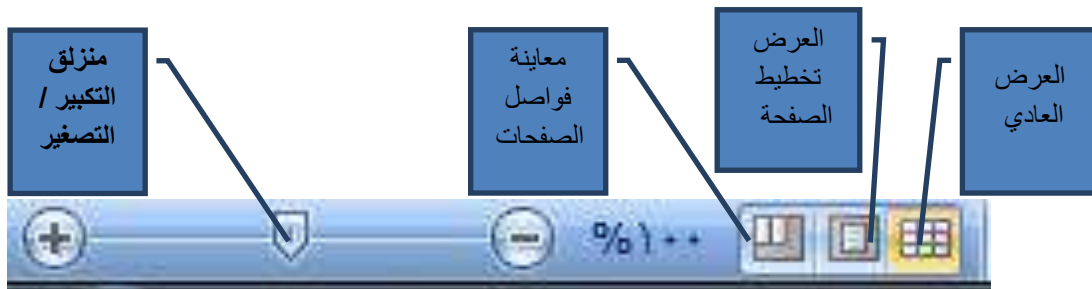 العرض
العادي
العرض
تخطيط
الصفحة
معاينة
فواصل
الصفحات
منزلق
التكبير /
التصغير
%١٠٠